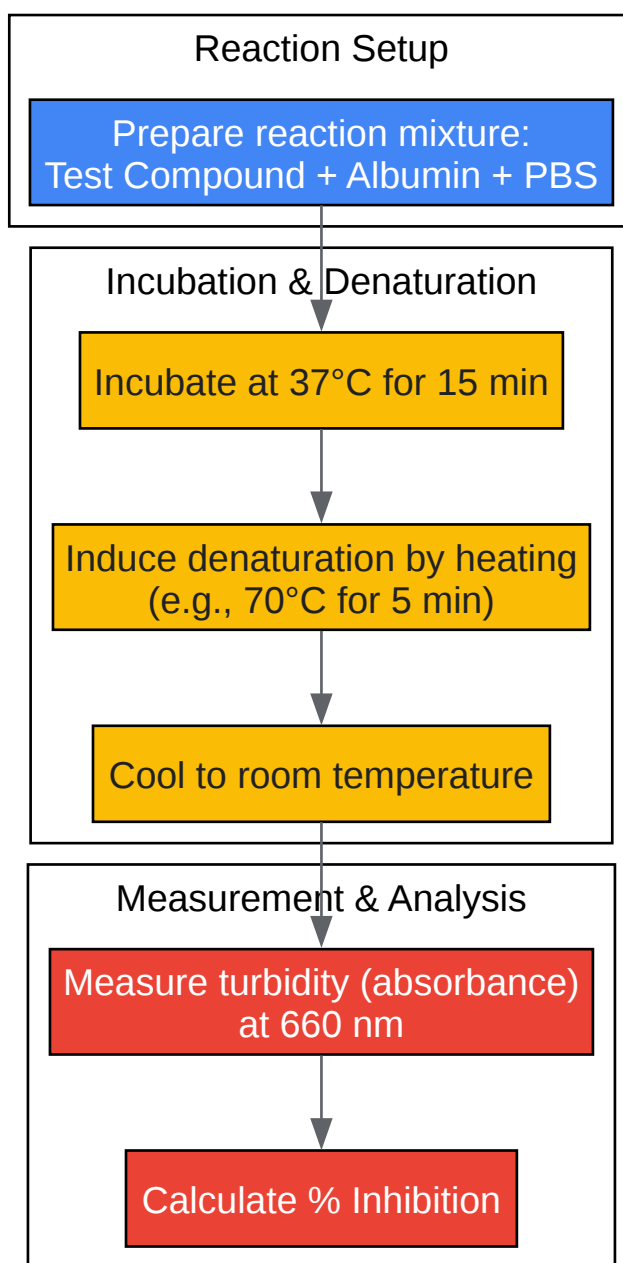 Reaction Setup
Prepare reaction mixture:
Test Compound + Albumin + PBS
Incubation & Denaturation
Incubate at 37°C for 15 min
Induce denaturation by heating
(e.g., 70°C for 5 min)
Cool to room temperature
Measurement & Analysis
Measure turbidity (absorbance)
at 660 nm
Calculate % Inhibition